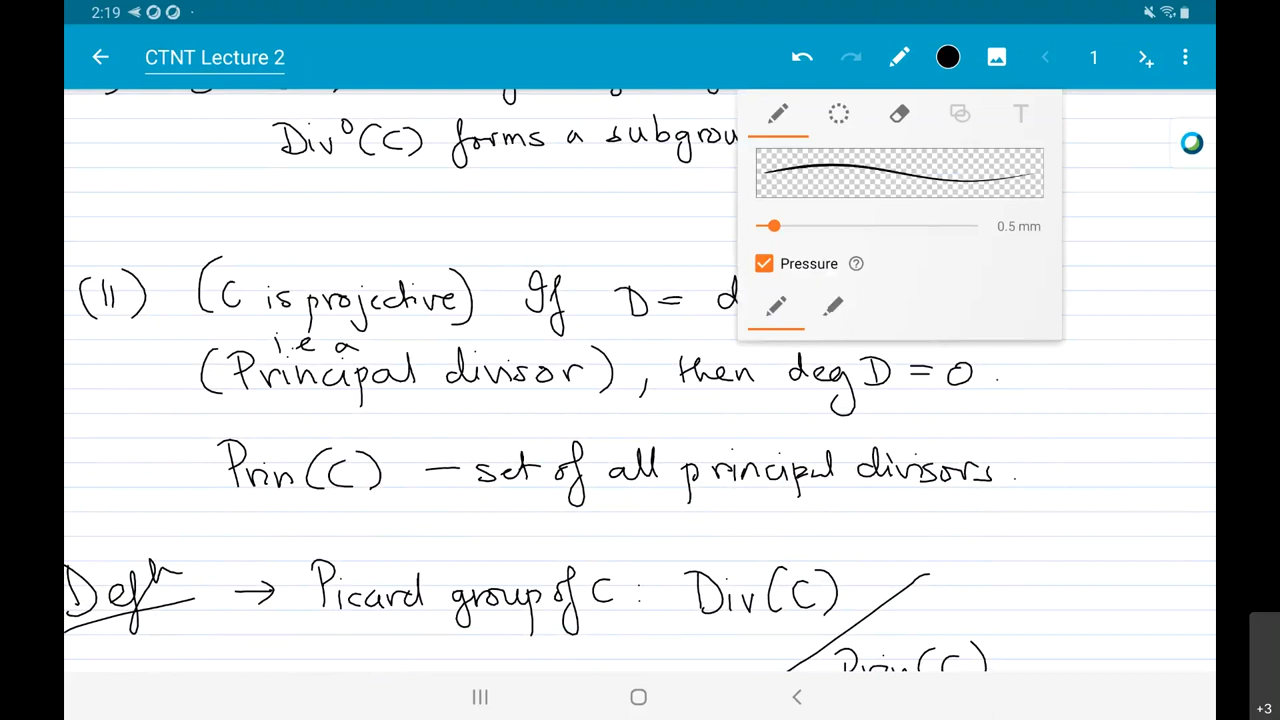 2:19
CTNT Lecture 2
1
Div⁰(C) forms a subgrou
0.5 mm
Pressure
(11) (C is projective) If D = d
i.e a
(Principal divisor), then deg D = 0.
Prin(C) — set of all principal divisors.
Defn → Picard group of C : Div(C)
/ Prin(C)
+3